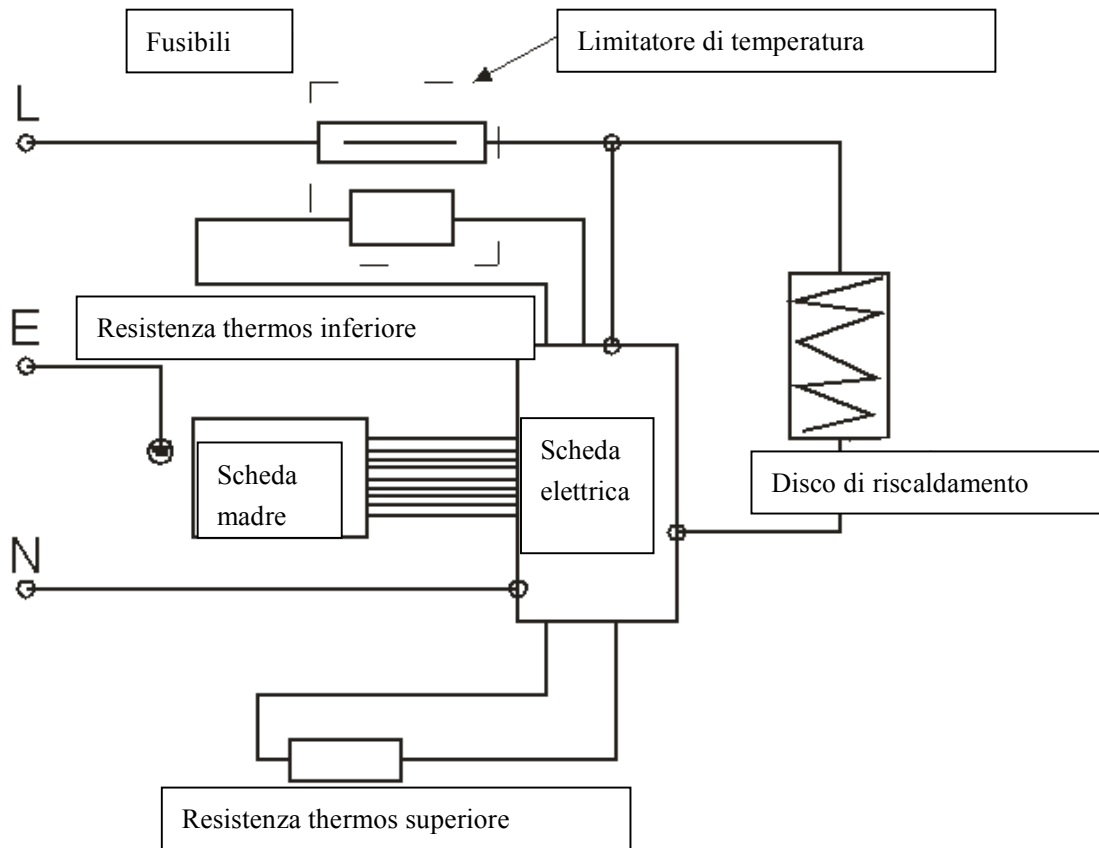 Fusibili
Limitatore di temperatura
L
Resistenza thermos inferiore
E
Scheda
madre
Scheda
elettrica
Disco di riscaldamento
N
Resistenza thermos superiore